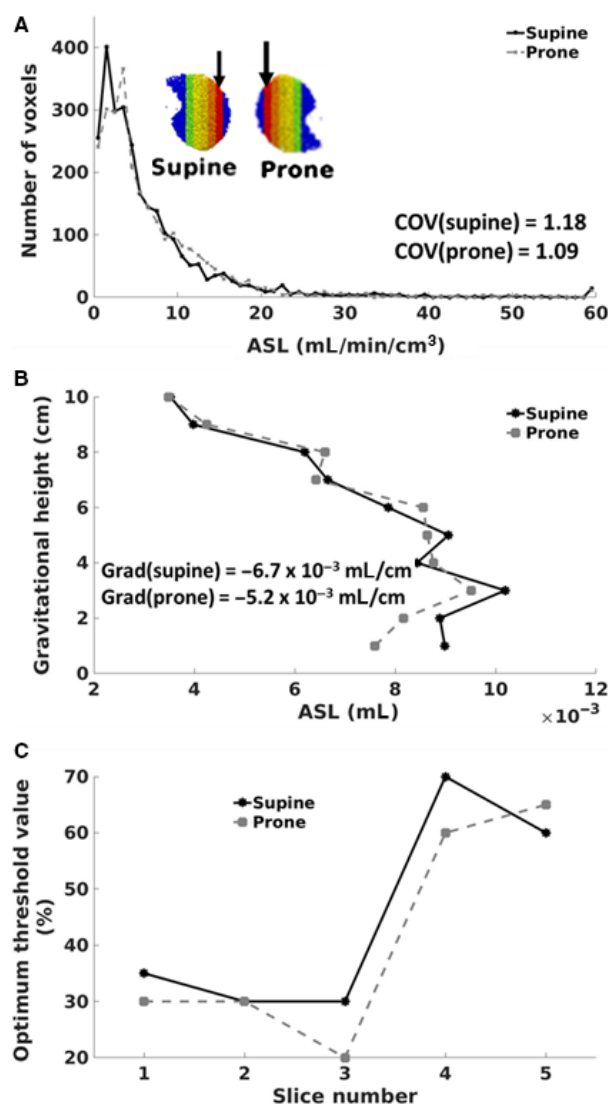 A
Supine
Prone
400
300
200
100
0
Number of voxels
Supine Prone
COV(supine) = 1.18
COV(prone) = 1.09
0 10 20 30 40 50 60
ASL (mL/min/cm³)
B
Supine
Prone
10
8
6
4
2
0
Gravitational height (cm)
Grad(supine) = −6.7 x 10⁻³ mL/cm
Grad(prone) = −5.2 x 10⁻³ mL/cm
2 4 6 8 10 12
ASL (mL)
×10⁻³
C
Supine
Prone
70
60
50
40
30
20
Optimum threshold value
(%)
1 2 3 4 5
Slice number